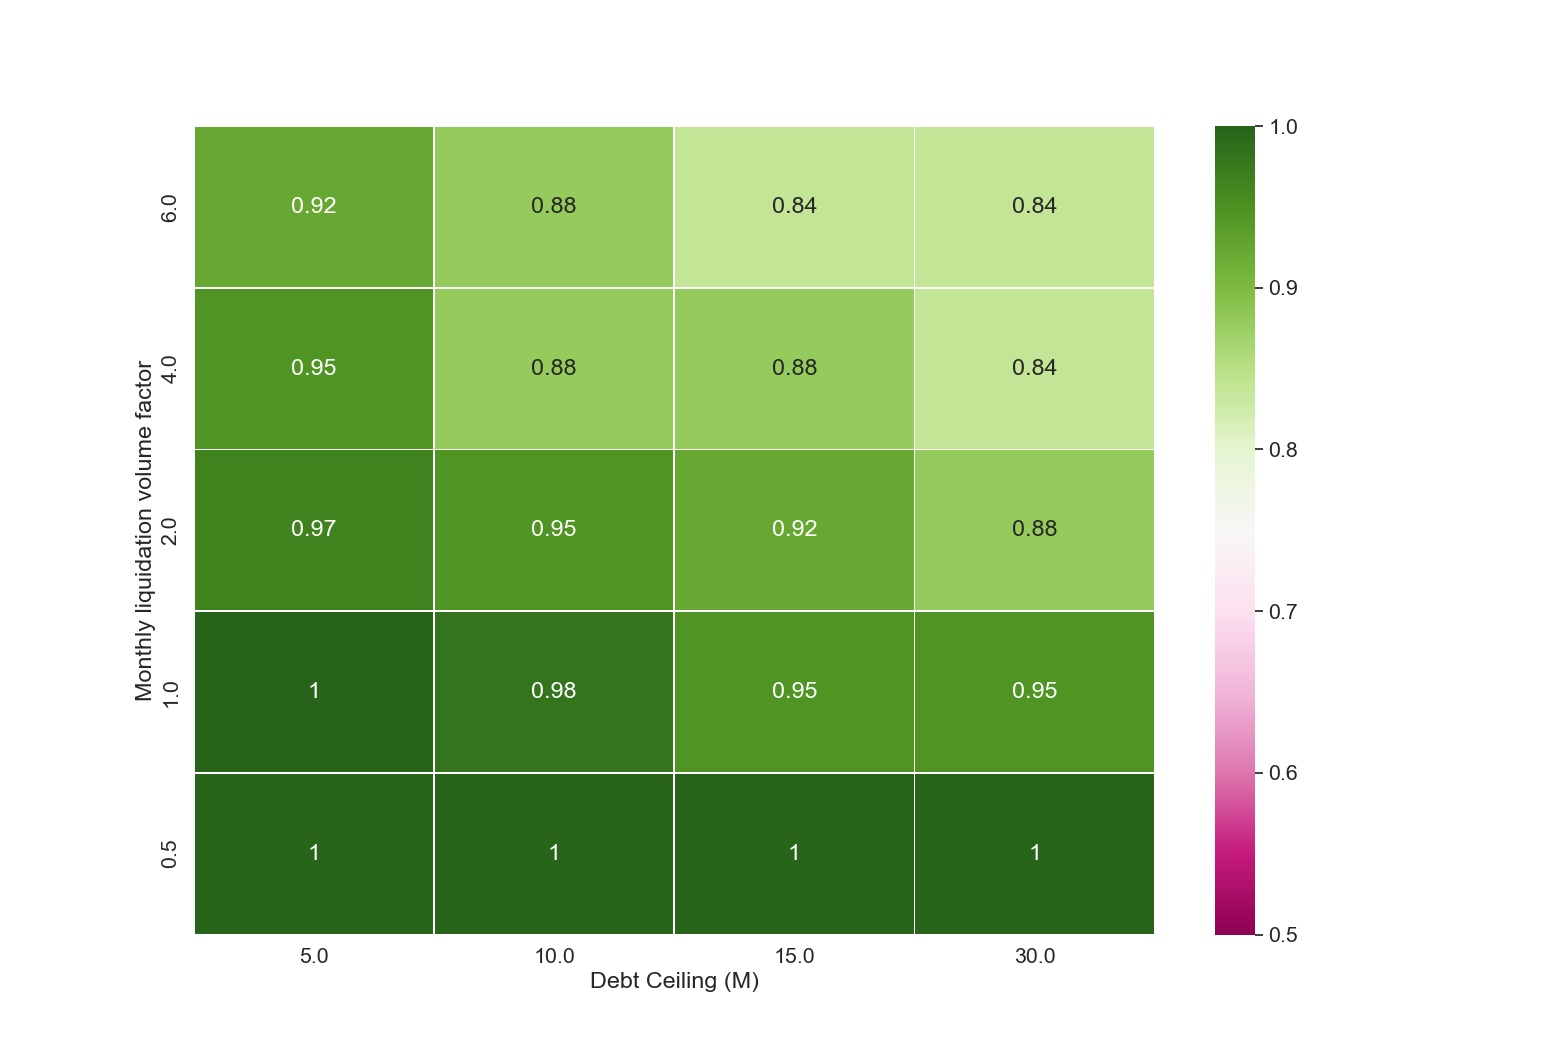 1.0
6.0 0.92 0.88 0.84 0.84
0.9
4.0 0.95 0.88 0.88 0.84
0.8
Monthly liquidation volume factor
2.0 0.97 0.95 0.92 0.88
0.7
1.0 1 0.98 0.95 0.95
0.6
0.5 1 1 1 1
0.5
5.0 10.0 15.0 30.0
Debt Ceiling (M)